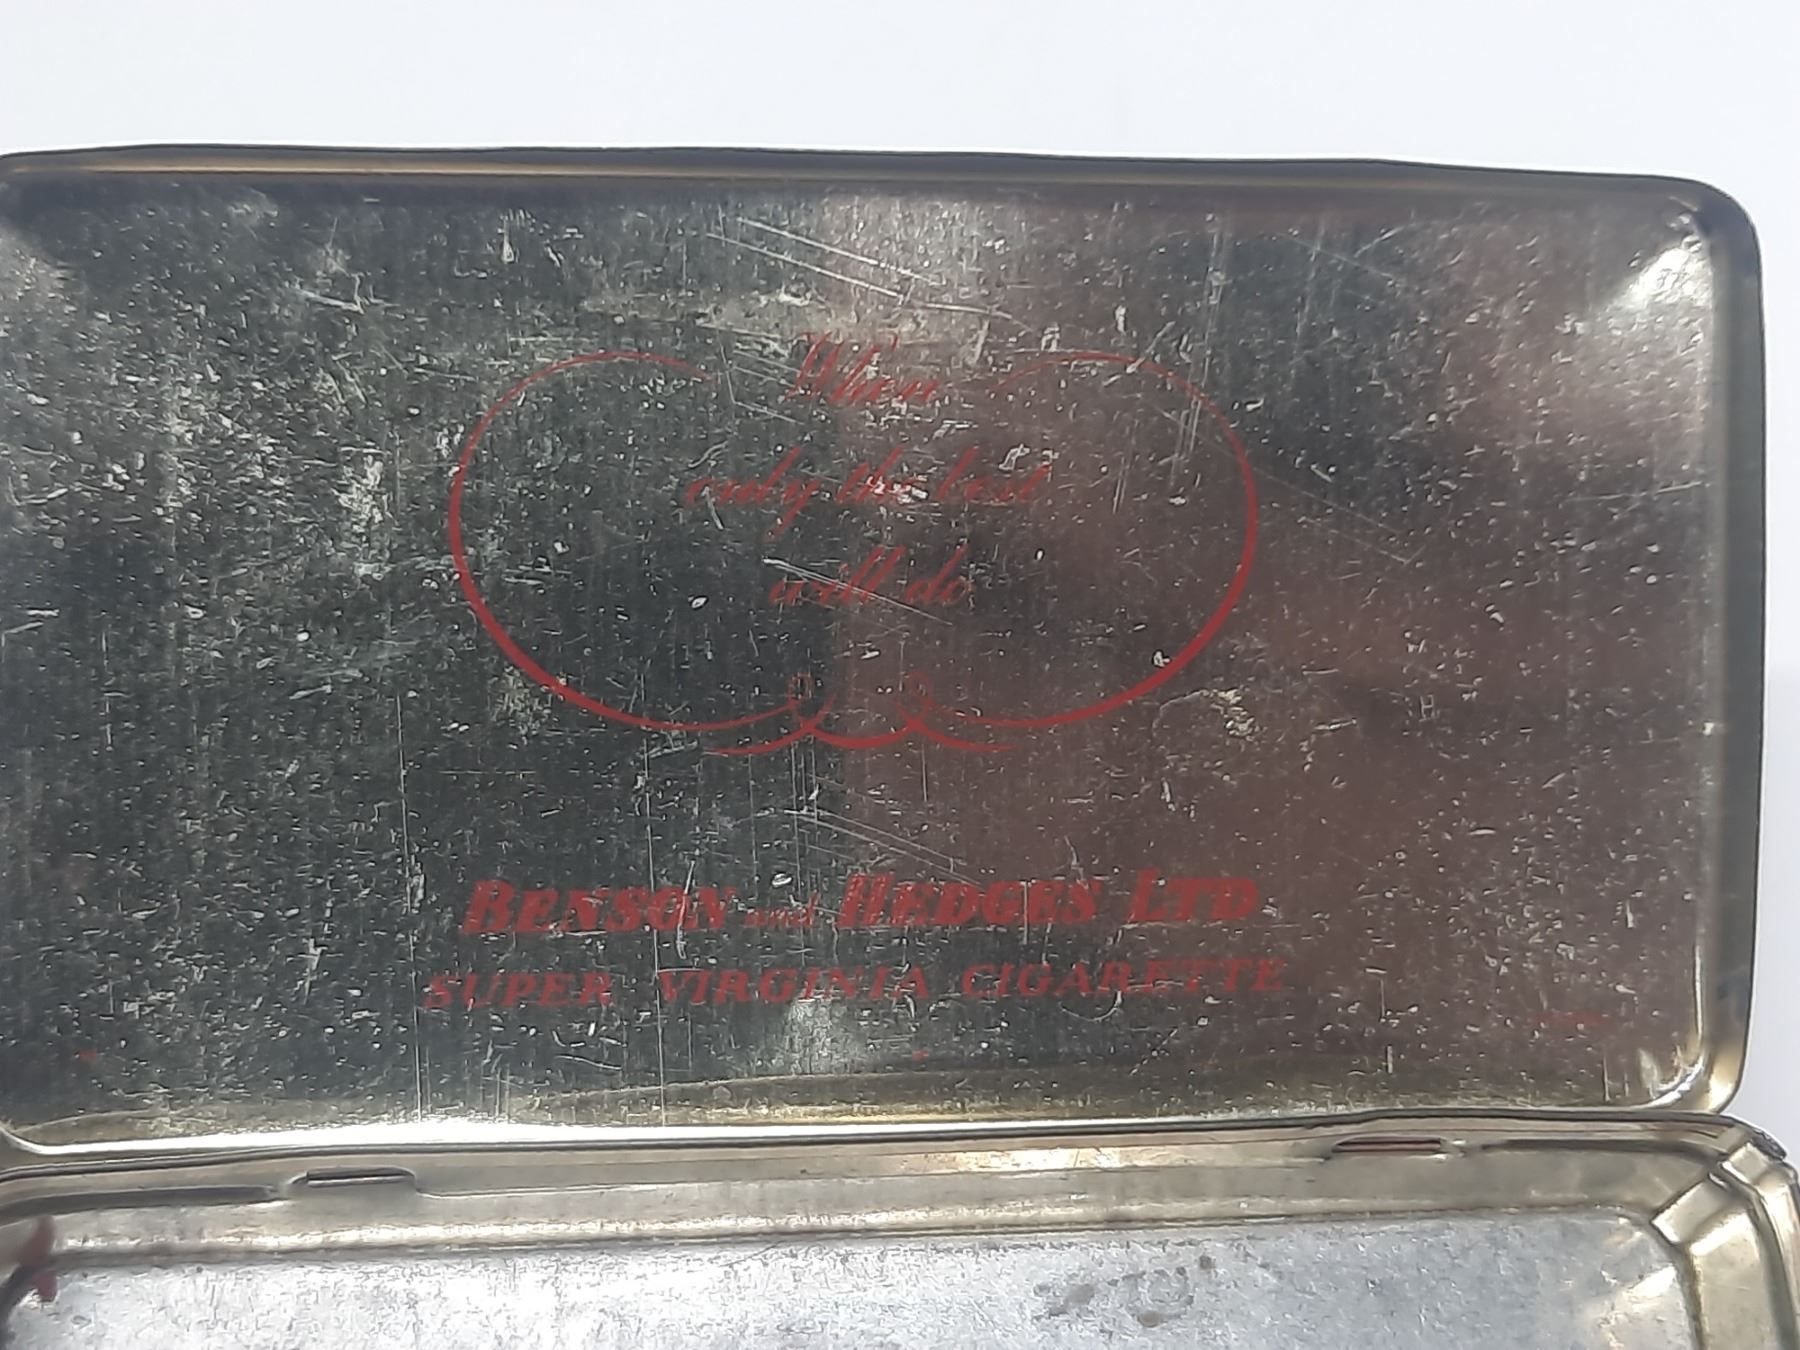 When
only the best
will do
BENSON and HEDGES LTD
SUPER VIRGINIA CIGARETTE